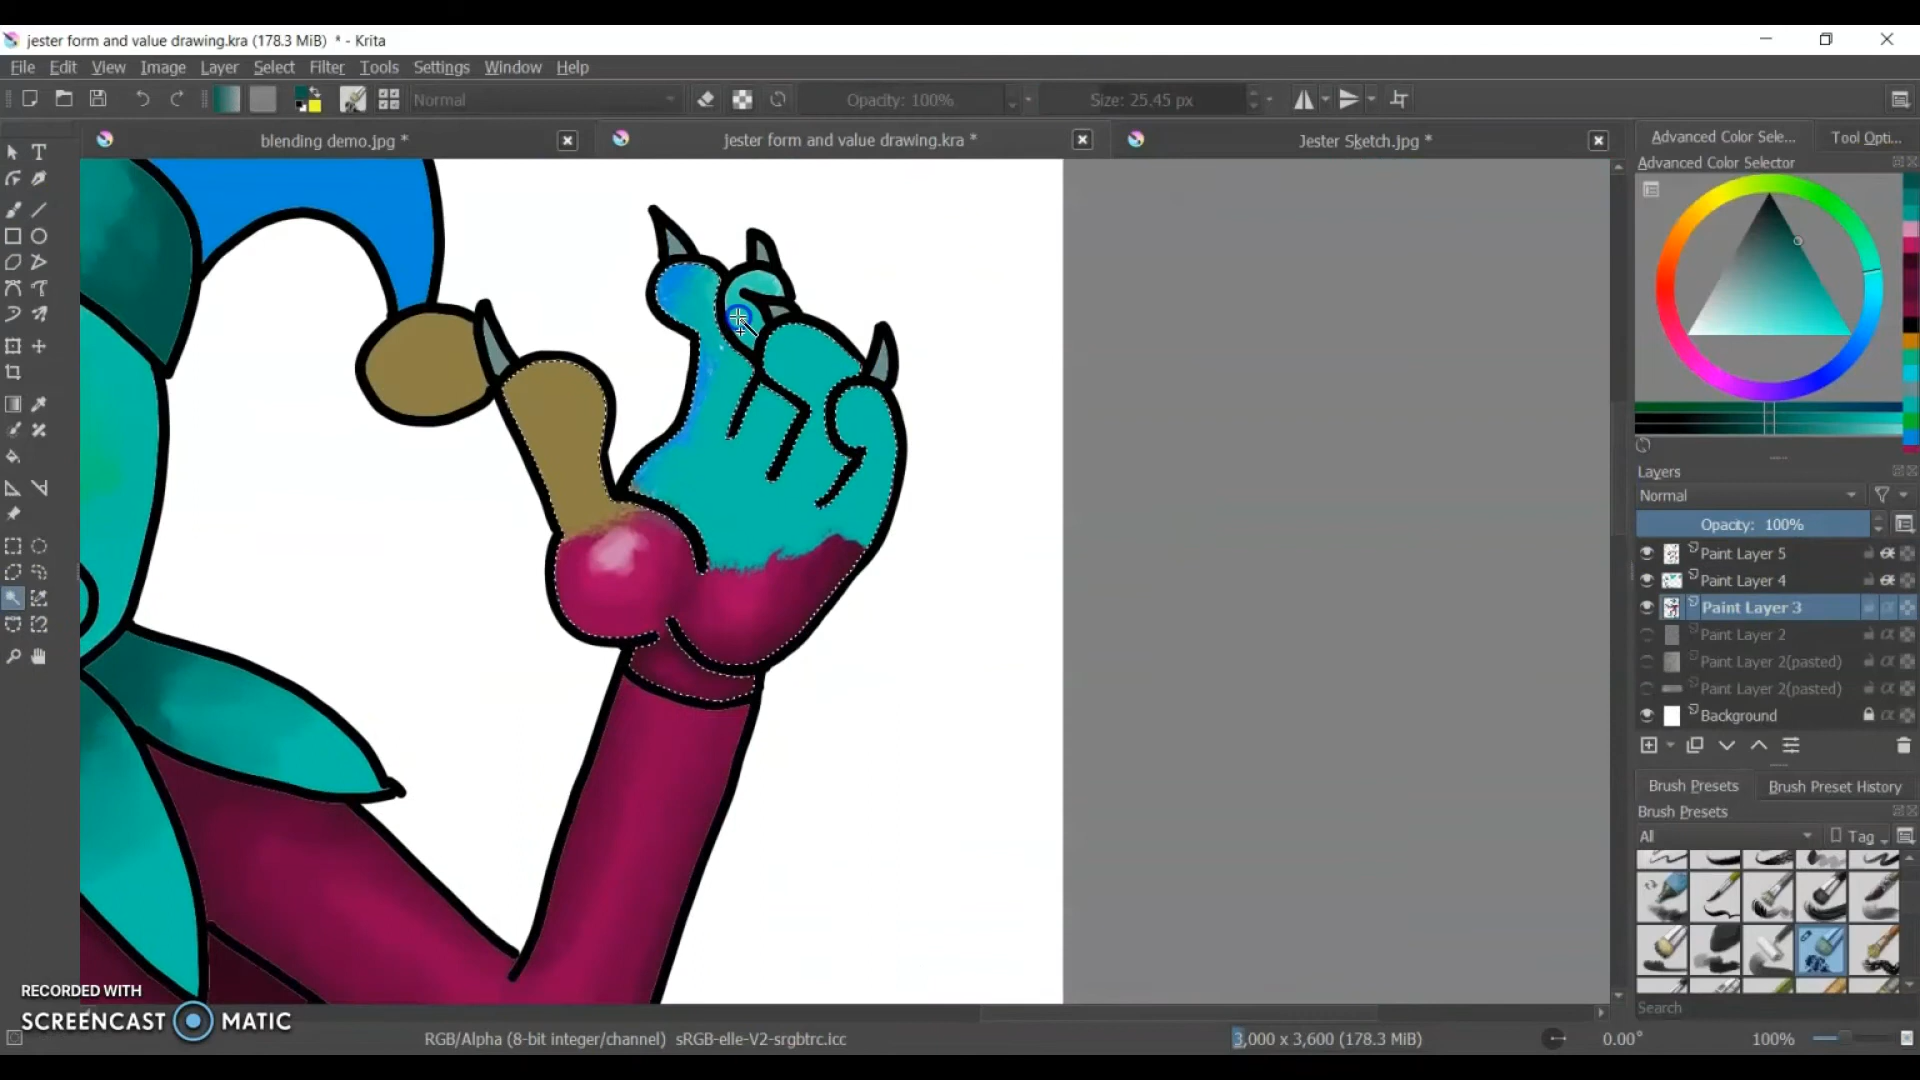 jester form and value drawing.kra (178.3 MiB) * - Krita
File Edit View Image Layer Select Filter Tools Settings Window Help
Normal Opacity: 100% Size: 25.45 px
blending demo.jpg * jester form and value drawing.kra * Jester Sketch.jpg *
Advanced Color Sele... Tool Opti...
Advanced Color Selector
Layers
Normal
Opacity: 100%
Paint Layer 5
Paint Layer 4
Paint Layer 3
Paint Layer 2
Paint Layer 2(pasted)
Paint Layer 2(pasted)
Background
Brush Presets Brush Preset History
Brush Presets
All Tag
Search
RECORDED WITH
SCREENCAST MATIC
RGB/Alpha (8-bit integer/channel) sRGB-elle-V2-srgbtrc.icc 3,000 x 3,600 (178.3 MiB) 0.00° 100%